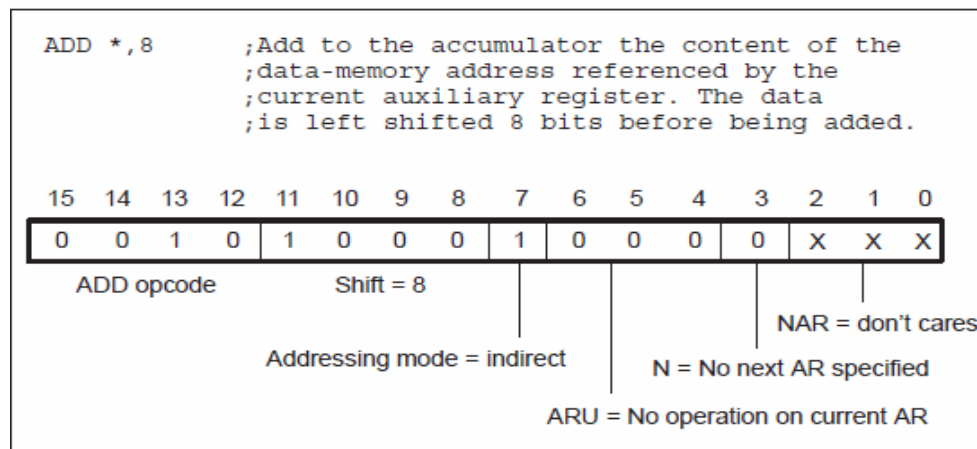 ADD *,8 ;Add to the accumulator the content of the
;data-memory address referenced by the
;current auxiliary register. The data
;is left shifted 8 bits before being added.
15 14 13 12 11 10 9 8 7 6 5 4 3 2 1 0
0 0 1 0 1 0 0 0 1 0 0 0 0 X X X
ADD opcode Shift = 8
NAR = don't cares
Addressing mode = indirect N = No next AR specified
ARU = No operation on current AR